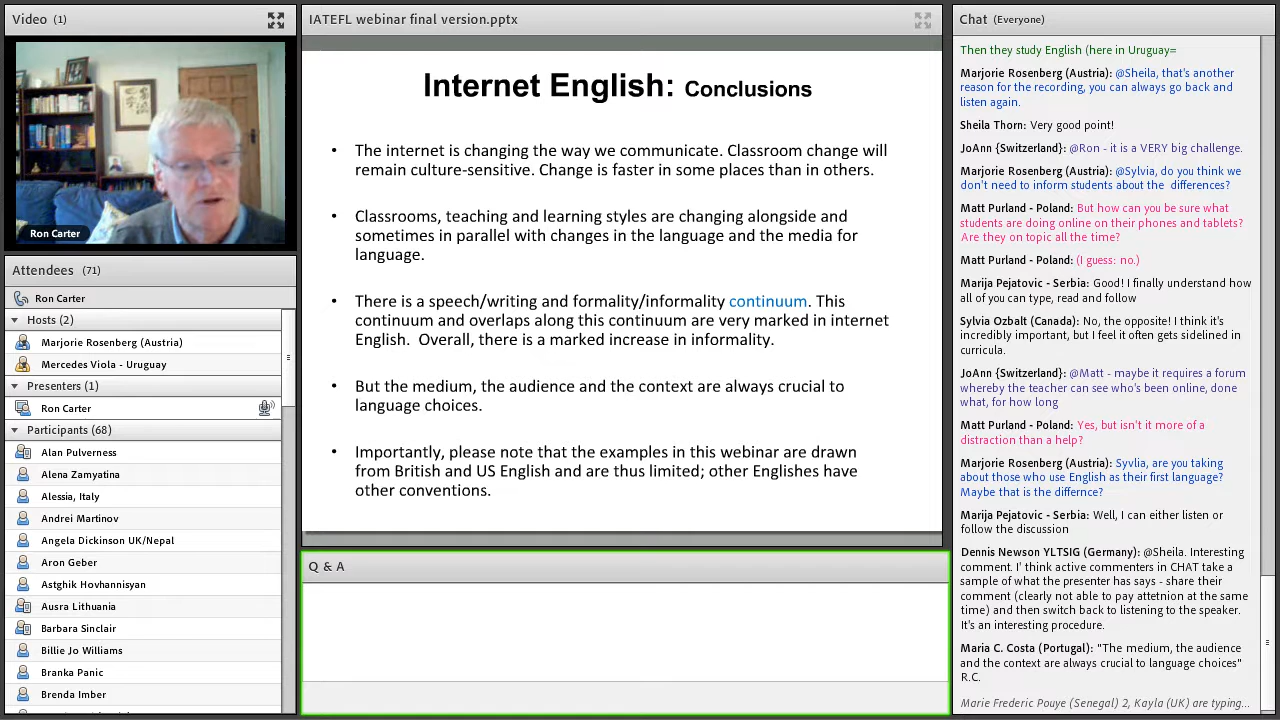 Video (1)
Ron Carter
Attendees (71)
Ron Carter
Hosts (2)
Marjorie Rosenberg (Austria)
Mercedes Viola - Uruguay
Presenters (1)
Ron Carter
Participants (68)
Alan Pulverness
Alena Zamyatina
Alessia, Italy
Andrei Martinov
Angela Dickinson UK/Nepal
Aron Geber
Astghik Hovhannisyan
Ausra Lithuania
Barbara Sinclair
Billie Jo Williams
Branka Panic
Brenda Imber
IATEFL webinar final version.pptx
Internet English: Conclusions
• The internet is changing the way we communicate. Classroom change will
remain culture-sensitive. Change is faster in some places than in others.
• Classrooms, teaching and learning styles are changing alongside and
sometimes in parallel with changes in the language and the media for
language.
• There is a speech/writing and formality/informality continuum. This
continuum and overlaps along this continuum are very marked in internet
English.  Overall, there is a marked increase in informality.
• But the medium, the audience and the context are always crucial to
language choices.
• Importantly, please note that the examples in this webinar are drawn
from British and US English and are thus limited; other Englishes have
other conventions.
Q & A
Chat (Everyone)
Then they study English (here in Uruguay=
Marjorie Rosenberg (Austria): @Sheila, that's another
reason for the recording, you can always go back and
listen again.
Sheila Thorn: Very good point!
JoAnn {Switzerland}: @Ron - it is a VERY big challenge.
Marjorie Rosenberg (Austria): @Sylvia, do you think we
don't need to inform students about the  differences?
Matt Purland - Poland: But how can you be sure what
students are doing online on their phones and tablets?
Are they on topic all the time?
Matt Purland - Poland: (I guess: no.)
Marija Pejatovic - Serbia: Good! I finally understand how
all of you can type, read and follow
Sylvia Ozbalt (Canada): No, the opposite! I think it's
incredibly important, but I feel it often gets sidelined in
curricula.
JoAnn {Switzerland}: @Matt - maybe it requires a forum
whereby the teacher can see who's been online, done
what, for how long
Matt Purland - Poland: Yes, but isn't it more of a
distraction than a help?
Marjorie Rosenberg (Austria): Syvlia, are you taking
about those who use English as their first language?
Maybe that is the differnce?
Marija Pejatovic - Serbia: Well, I can either listen or
follow the discussion
Dennis Newson YLTSIG (Germany): @Sheila. Interesting
comment. I' think active commenters in CHAT take a
sample of what the presenter has says - share their
comment (clearly not able to pay attetnion at the same
time) and then switch back to listening to the speaker.
It's an interesting procedure.
Maria C. Costa (Portugal): "The medium, the audience
and the context are always crucial to language choices"
R.C.
Marie Frederic Pouye (Senegal) 2, Kayla (UK) are typing...